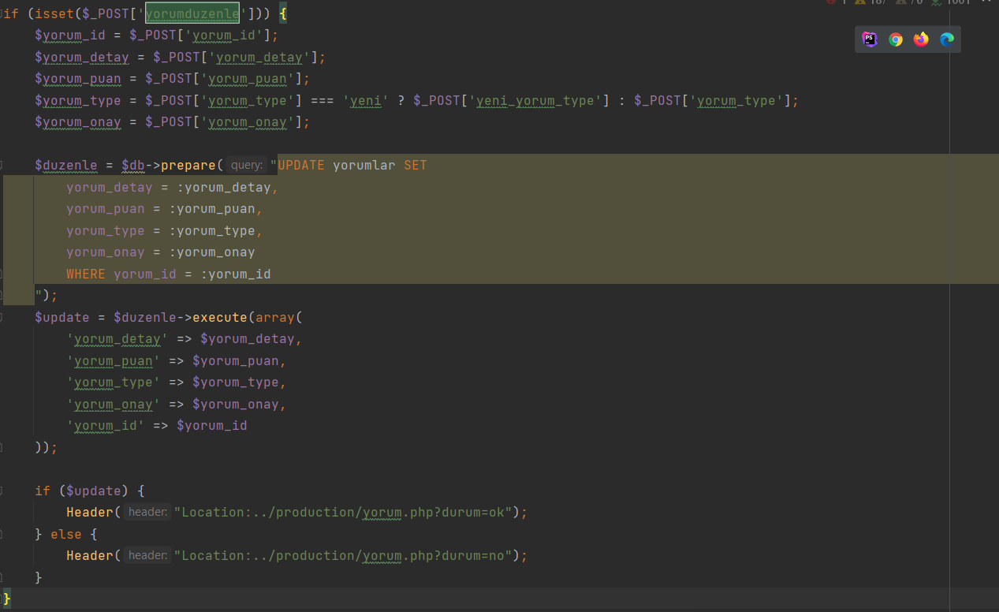 if (isset($_POST['yorumduzenle'])) {
    $yorum_id = $_POST['yorum_id'];
    $yorum_detay = $_POST['yorum_detay'];
    $yorum_puan = $_POST['yorum_puan'];
    $yorum_type = $_POST['yorum_type'] === 'yeni' ? $_POST['yeni_yorum_type'] : $_POST['yorum_type'];
    $yorum_onay = $_POST['yorum_onay'];
    $duzenle = $db->prepare( query: "UPDATE yorumlar SET
        yorum_detay = :yorum_detay,
        yorum_puan = :yorum_puan,
        yorum_type = :yorum_type,
        yorum_onay = :yorum_onay
        WHERE yorum_id = :yorum_id
    ");
    $update = $duzenle->execute(array(
        'yorum_detay' => $yorum_detay,
        'yorum_puan' => $yorum_puan,
        'yorum_type' => $yorum_type,
        'yorum_onay' => $yorum_onay,
        'yorum_id' => $yorum_id
    ));
    if ($update) {
        Header( header: "Location:../production/yorum.php?durum=ok");
    } else {
        Header( header: "Location:../production/yorum.php?durum=no");
    }
}